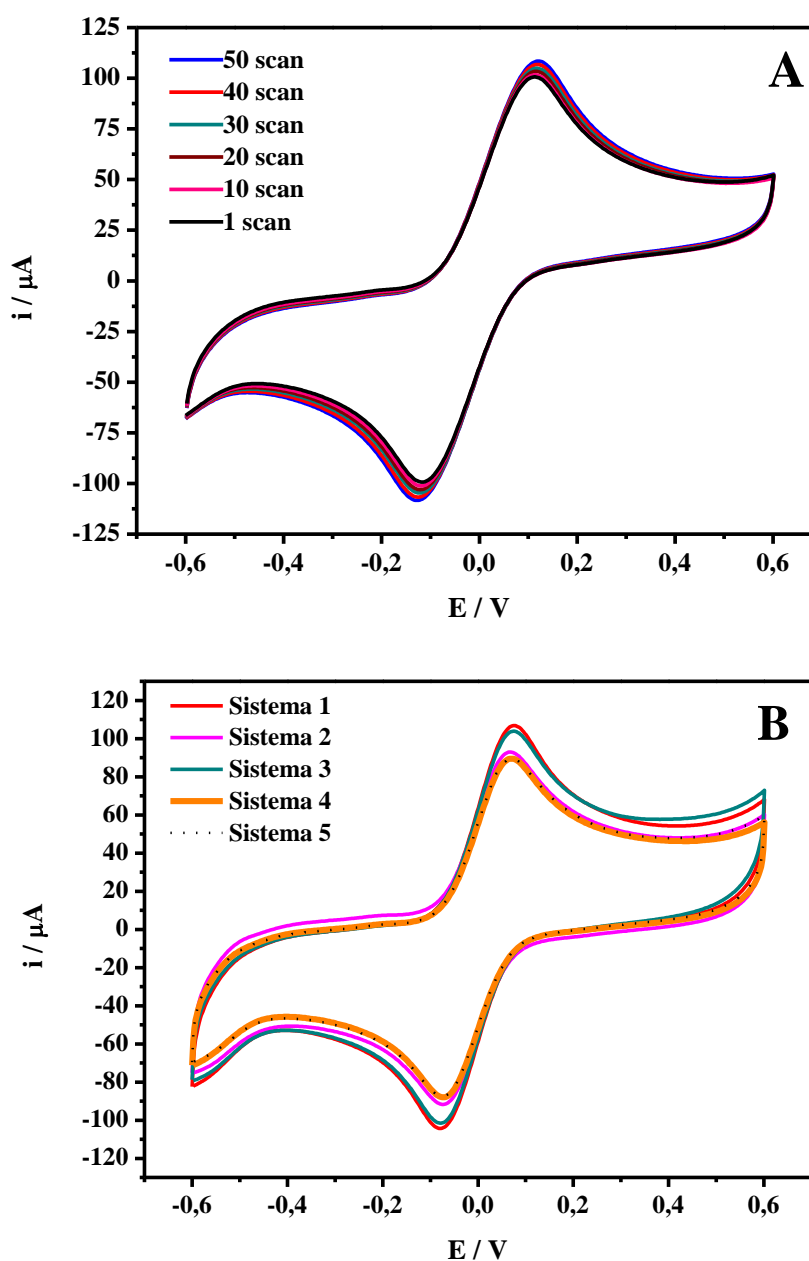 125
100
75
50
25
0
-25
-50
-75
-100
-125
i / µA
50 scan
40 scan
30 scan
20 scan
10 scan
1 scan
A
-0,6 -0,4 -0,2 0,0 0,2 0,4 0,6
E / V
120
100
80
60
40
20
0
-20
-40
-60
-80
-100
-120
i / µA
Sistema 1
Sistema 2
Sistema 3
Sistema 4
Sistema 5
B
-0,6 -0,4 -0,2 0,0 0,2 0,4 0,6
E / V